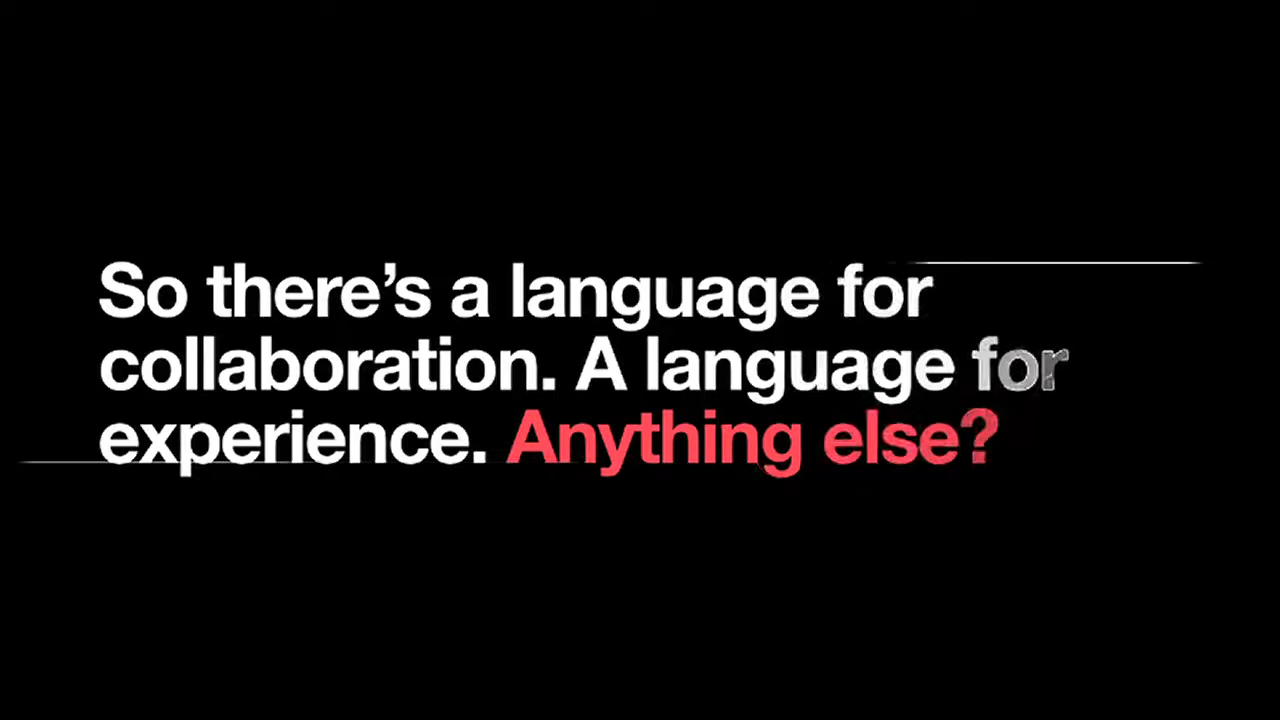 So there’s a language for
collaboration. A language for
experience. Anything else?